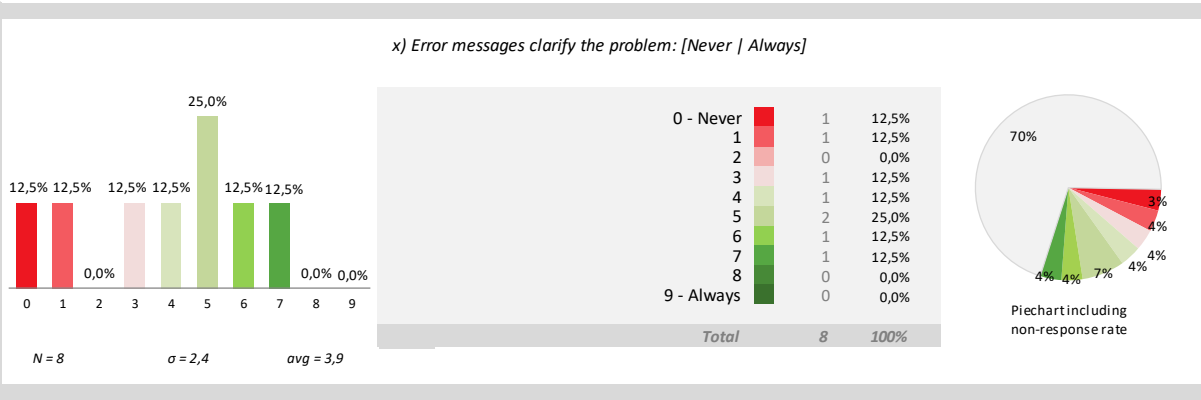 x) Error messages clarify the problem: [Never | Always]
25,0%
12,5% 12,5% 12,5% 12,5% 12,5% 12,5%
0,0% 0,0% 0,0%
0 1 2 3 4 5 6 7 8 9
N = 8 σ = 2,4 avg = 3,9
0 - Never 1 12,5%
1 1 12,5%
2 0 0,0%
3 1 12,5%
4 1 12,5%
5 2 25,0%
6 1 12,5%
7 1 12,5%
8 0 0,0%
9 - Always 0 0,0%
Total 8 100%
70%
3%
4%
4%
4%
7%
4%
4%
Piechart including
non-response rate